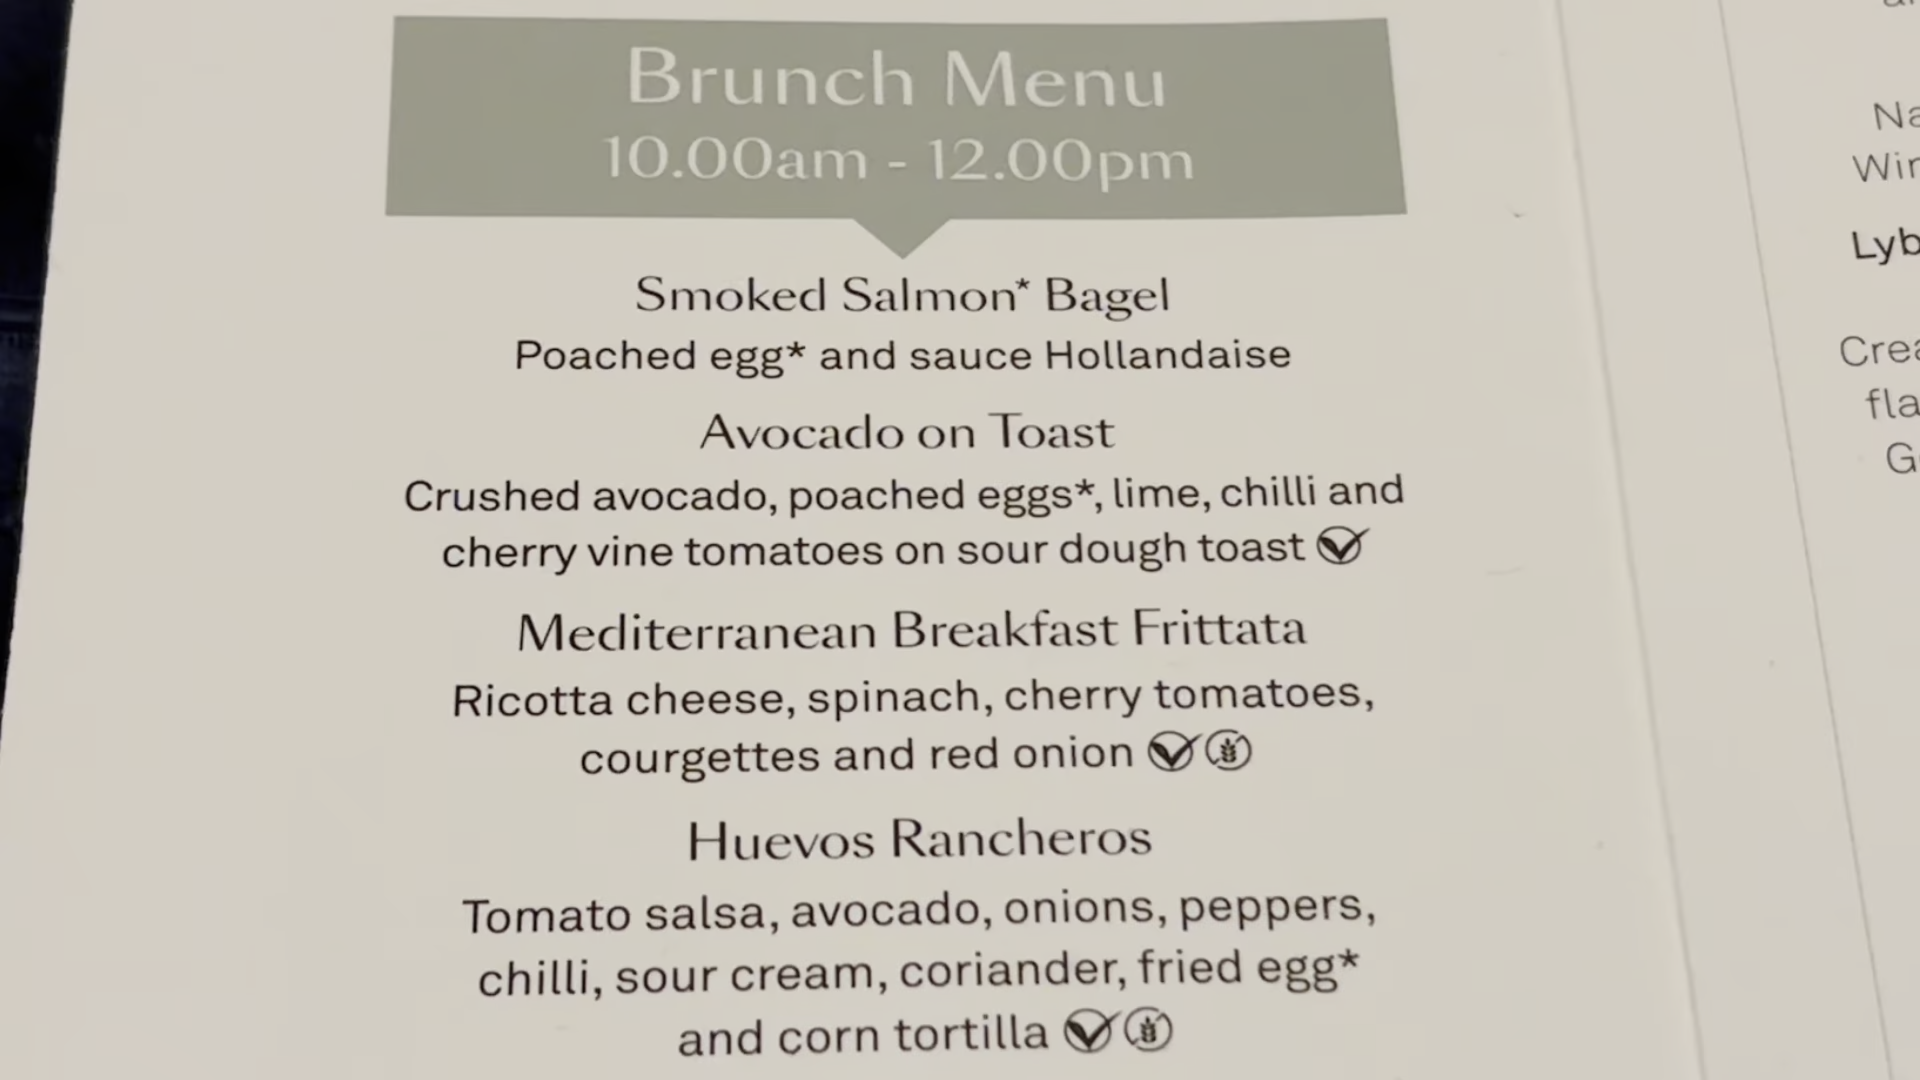 Brunch Menu
10.00am - 12.00pm
Smoked Salmon* Bagel
Poached egg* and sauce Hollandaise
Avocado on Toast
Crushed avocado, poached eggs*, lime, chilli and
cherry vine tomatoes on sour dough toast
Mediterranean Breakfast Frittata
Ricotta cheese, spinach, cherry tomatoes,
courgettes and red onion
Huevos Rancheros
Tomato salsa, avocado, onions, peppers,
chilli, sour cream, coriander, fried egg*
and corn tortilla